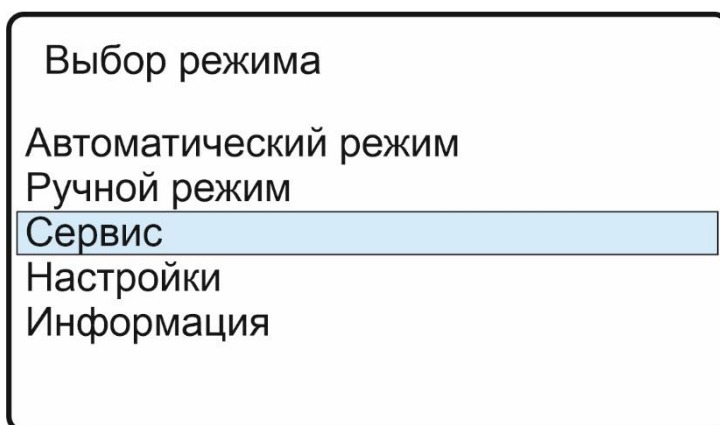 Выбор режима
Автоматический режим
Ручной режим
Сервис
Настройки
Информация